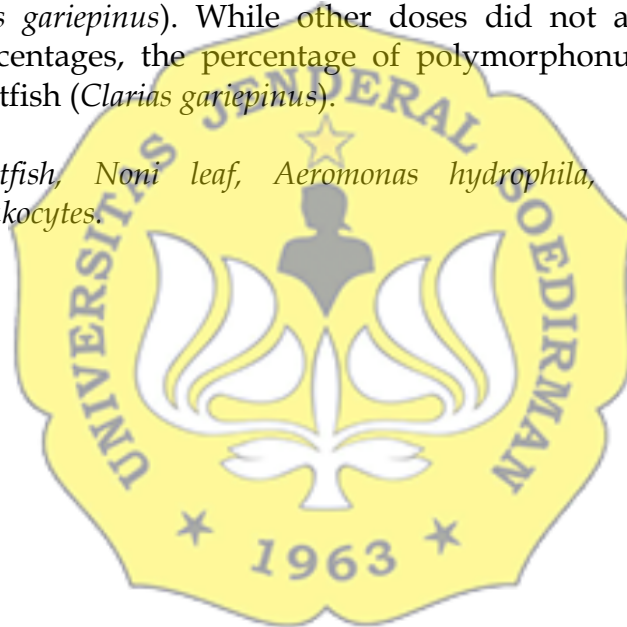 s gariepinus). While other doses did not a
centages, the percentage of polymorphonu
tfish (Clarias gariepinus).
tfish, Noni leaf, Aeromonas hydrophila,
kocytes.
UNIVERSITAS JENDERAL SOEDIRMAN
1963